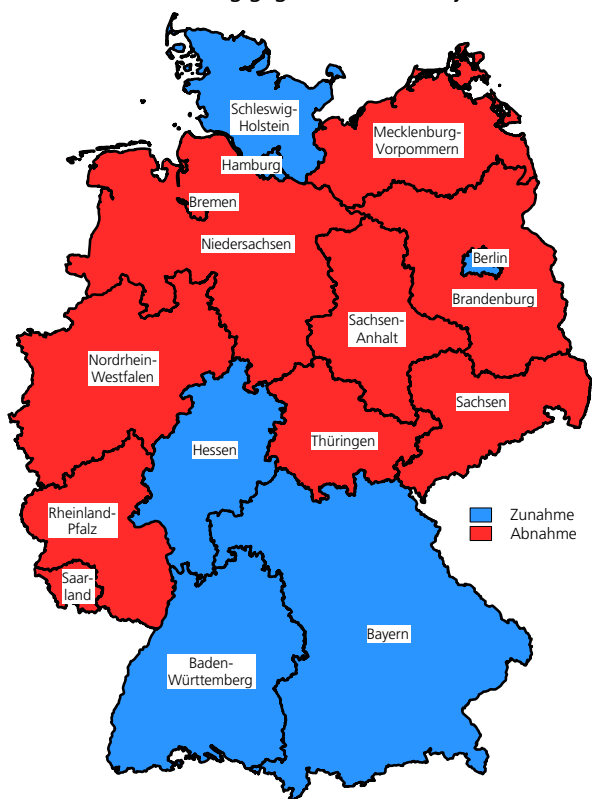 Schleswig-
Holstein
Mecklenburg-
Vorpommern
Hamburg
Bremen
Niedersachsen
Berlin
Brandenburg
Sachsen-
Anhalt
Nordrhein-
Westfalen
Sachsen
Thüringen
Hessen
Rheinland-
Pfalz
Zunahme
Abnahme
Saar-
land
Bayern
Baden-
Württemberg